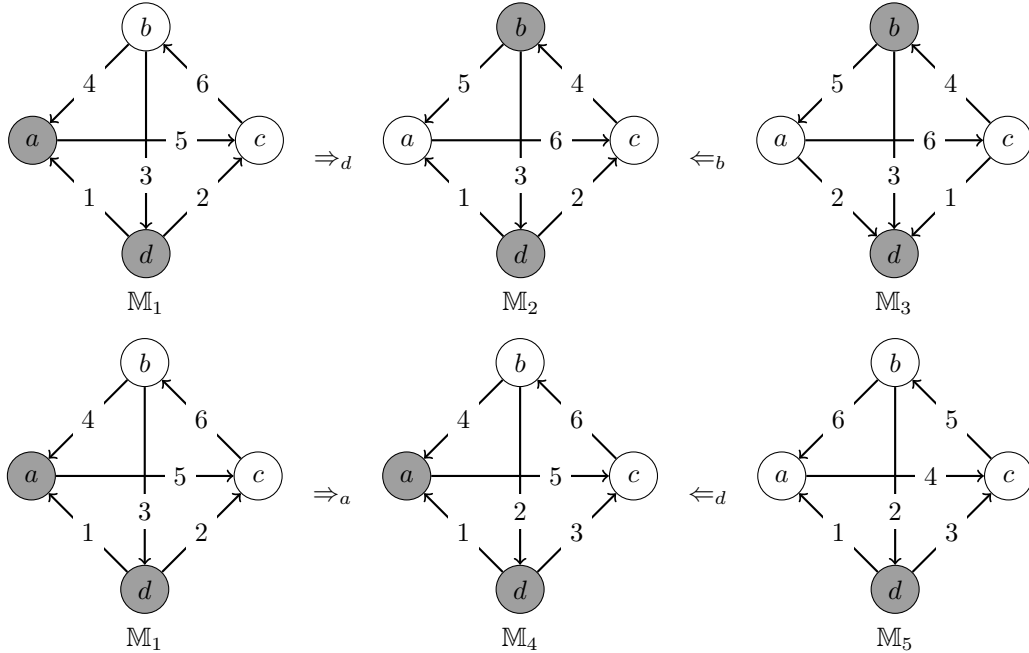 b b b
4 6 5 4 5 4
a 5 c ⇒d a 6 c ⇐b a 6 c
3 3 3
1 2 1 2 2 1
d d d
𝕄1 𝕄2 𝕄3
b b b
4 6 4 6 6 5
a 5 c ⇒a a 5 c ⇐d a 4 c
3 2 2
1 2 1 3 1 3
d d d
𝕄1 𝕄4 𝕄5